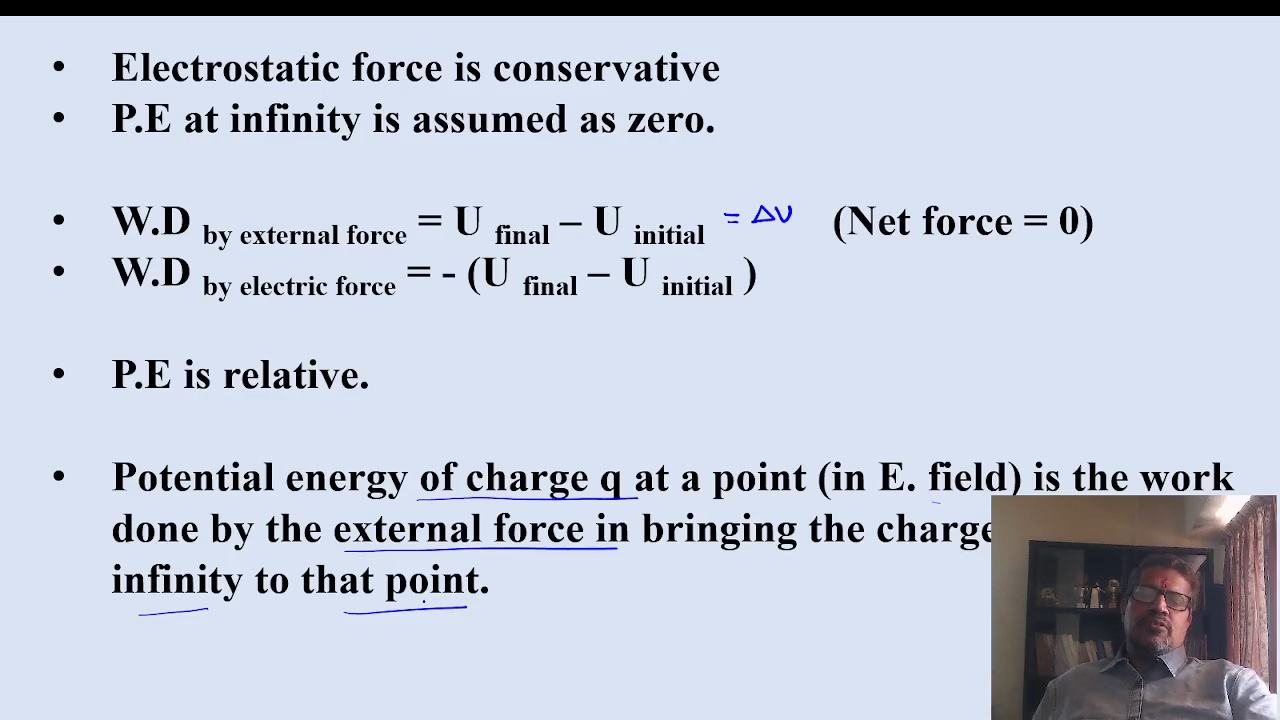 • Electrostatic force is conservative
• P.E at infinity is assumed as zero.
• W.D by external force = U final – U initial = ΔU (Net force = 0)
• W.D by electric force = - (U final – U initial )
• P.E is relative.
• Potential energy of charge q at a point (in E. field) is the work
done by the external force in bringing the charge
infinity to that point.